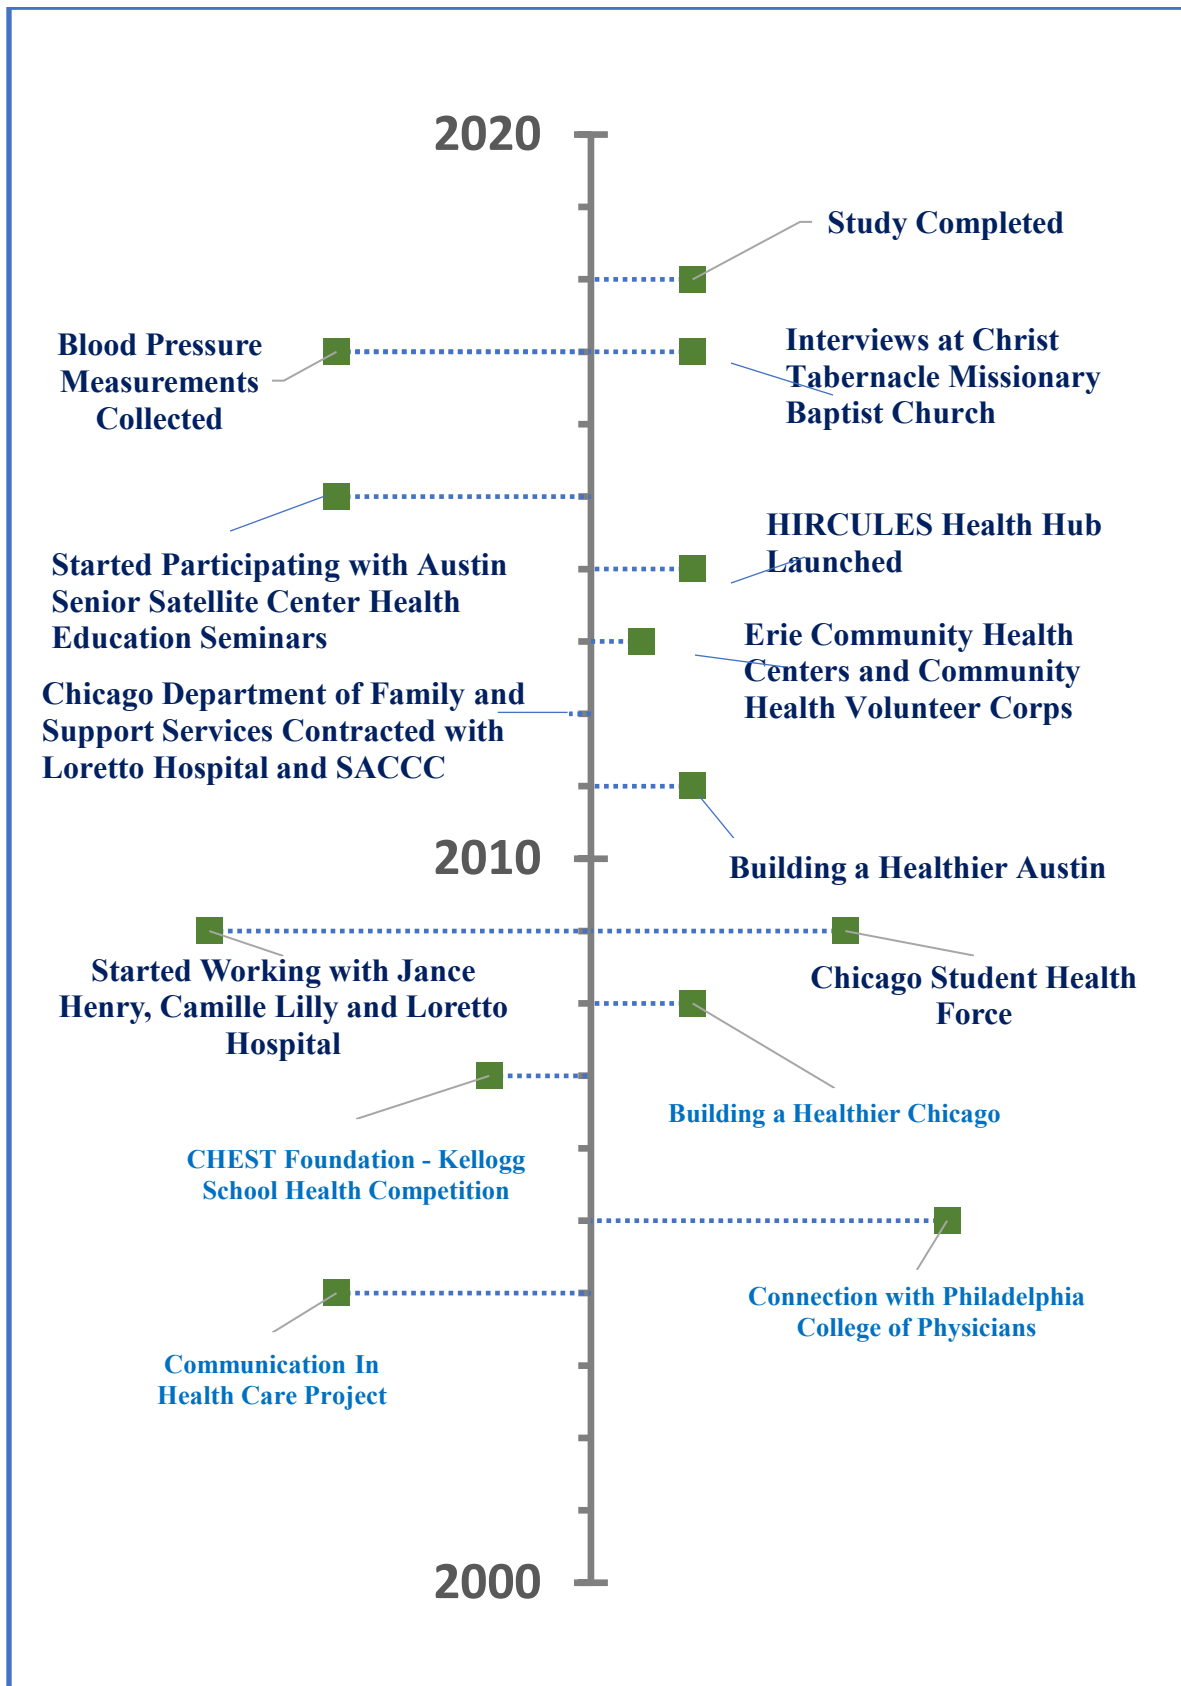 2020
Study Completed
Blood Pressure
Measurements
Collected
Interviews at Christ
Tabernacle Missionary
Baptist Church
HIRCULES Health Hub
Launched
Started Participating with Austin
Senior Satellite Center Health
Education Seminars
Erie Community Health
Centers and Community
Health Volunteer Corps
Chicago Department of Family and
Support Services Contracted with
Loretto Hospital and SACCC
2010
Building a Healthier Austin
Started Working with Jance
Henry, Camille Lilly and Loretto
Hospital
Chicago Student Health
Force
Building a Healthier Chicago
CHEST Foundation - Kellogg
School Health Competition
Connection with Philadelphia
College of Physicians
Communication In
Health Care Project
2000